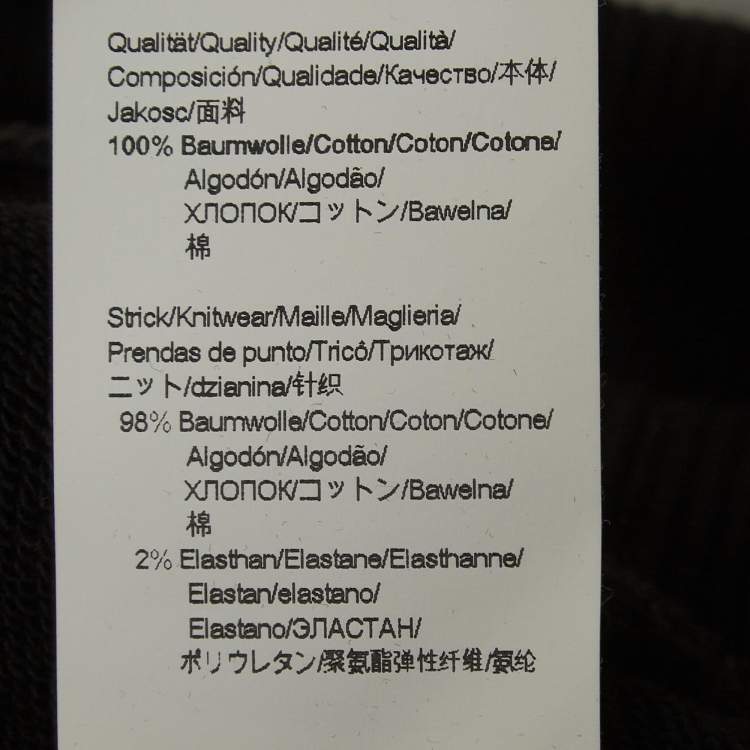 Qualität/Quality/Qualité/Qualità/
Composición/Qualidade/Качество/本体/
Jakosc/面料
100% Baumwolle/Cotton/Coton/Cotone/
Algodón/Algodão/
ХЛОПОК/コットン/Bawelna/
棉
Strick/Knitwear/Maille/Maglieria/
Prendas de punto/Tricô/Трикотаж/
ニット/dzianina/针织
98% Baumwolle/Cotton/Coton/Cotone/
Algodón/Algodão/
ХЛОПОК/コットン/Bawelna/
棉
2% Elasthan/Elastane/Elasthanne/
Elastan/elastano/
Elastano/ЭЛАСТАН/
ポリウレタン/聚氨酯弹性纤维/氨纶